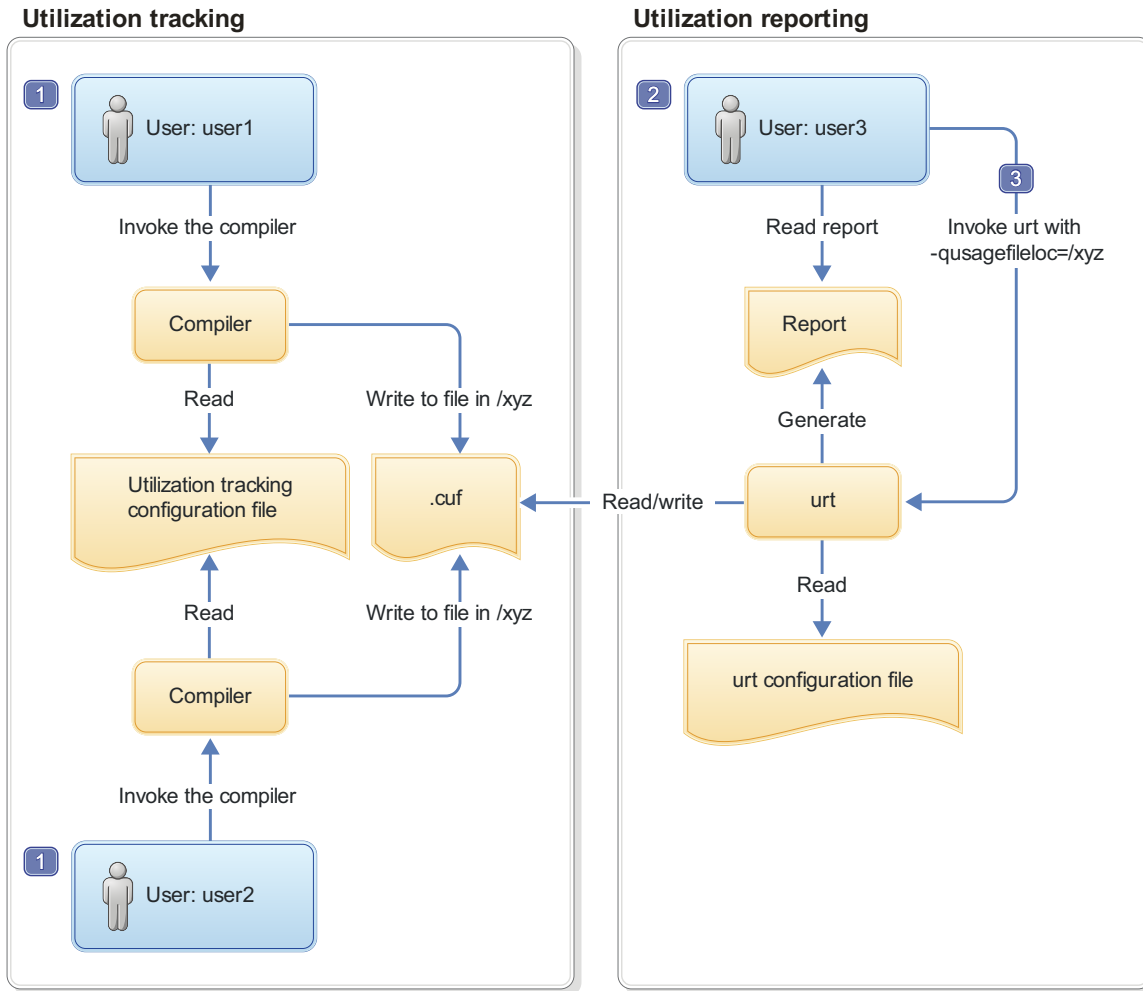 Utilization tracking
1
User: user1
Invoke the compiler
Compiler
Read
Write to file in /xyz
Utilization tracking
configuration file
.cuf
Read
Write to file in /xyz
Compiler
Invoke the compiler
1
User: user2
Utilization reporting
2
User: user3
3
Read report
Invoke urt with
-qusagefileloc=/xyz
Report
Generate
Read/write
urt
Read
urt configuration file